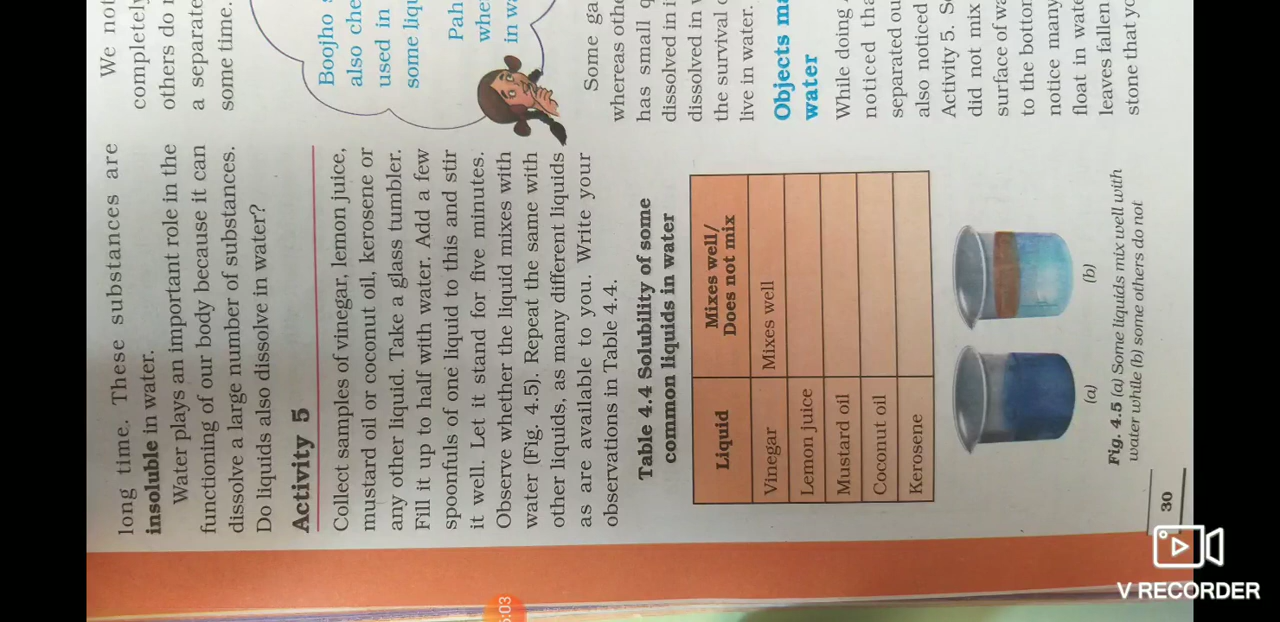 long time. These substances are
insoluble in water.
Water plays an important role in the
functioning of our body because it can
dissolve a large number of substances.
Do liquids also dissolve in water?
Activity 5
Collect samples of vinegar, lemon juice,
mustard oil or coconut oil, kerosene or
any other liquid. Take a glass tumbler.
Fill it up to half with water. Add a few
spoonfuls of one liquid to this and stir
it well. Let it stand for five minutes.
Observe whether the liquid mixes with
water (Fig. 4.5). Repeat the same with
other liquids, as many different liquids
as are available to you. Write your
observations in Table 4.4.
Table 4.4 Solubility of some
common liquids in water
Liquid
Mixes well/
Does not mix
Vinegar
Mixes well
Lemon juice
Mustard oil
Coconut oil
Kerosene
(a)
(b)
Fig. 4.5 (a) Some liquids mix well with
water while (b) some others do not
30
We not
completely
others do
a separate
some time.
Boojho
also che
used in
some liqu
Pah
whe
in wa
Some ga
whereas othe
has small q
dissolved in i
dissolved in
the survival
live in water.
Objects ma
water
While doing
noticed tha
separated ou
also noticed
Activity 5. So
did not mix
surface of wa
to the bottom
notice many
float in wate
leaves fallen
stone that yo
:03
V RECORDER